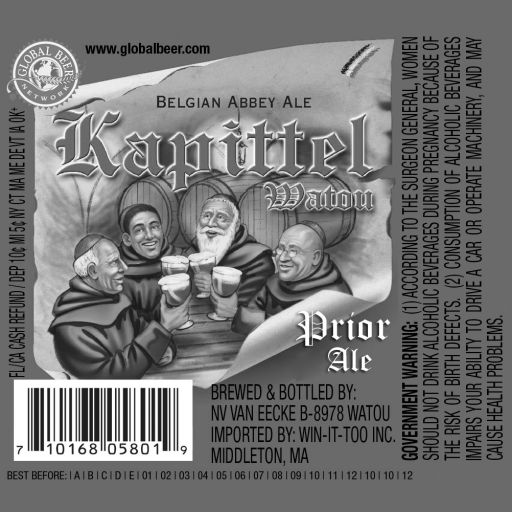 www.globalbeer.com
GLOBAL BEER
NETWORK
BELGIAN ABBEY ALE
Kapittel
Watou
Prior
Ale
FL/CA CASH REFUND / DEP 10¢ MI 5¢ NY CT MA ME DE VT IA OK+
7 10168 05801 9
BREWED & BOTTLED BY:
NV VAN EECKE B-8978 WATOU
IMPORTED BY: WIN-IT-TOO INC.
MIDDLETON, MA
GOVERNMENT WARNING: (1) ACCORDING TO THE SURGEON GENERAL, WOMEN
SHOULD NOT DRINK ALCOHOLIC BEVERAGES DURING PREGNANCY BECAUSE OF
THE RISK OF BIRTH DEFECTS. (2) CONSUMPTION OF ALCOHOLIC BEVERAGES
IMPAIRS YOUR ABILITY TO DRIVE A CAR OR OPERATE MACHINERY, AND MAY
CAUSE HEALTH PROBLEMS.
BEST BEFORE: | A | B | C | D | E | 01 | 02 | 03 | 04 | 05 | 06 | 07 | 08 | 09 | 10 | 11 | 12 | 10 | 10 | 12